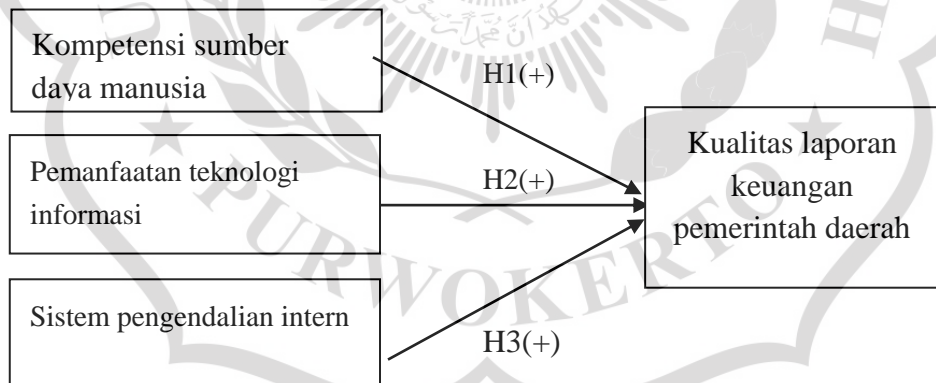 Kompetensi sumber
daya manusia
H1(+)
Pemanfaatan teknologi
informasi
H2(+)
Sistem pengendalian intern
H3(+)
Kualitas laporan
keuangan
pemerintah daerah
PURWOKERTO